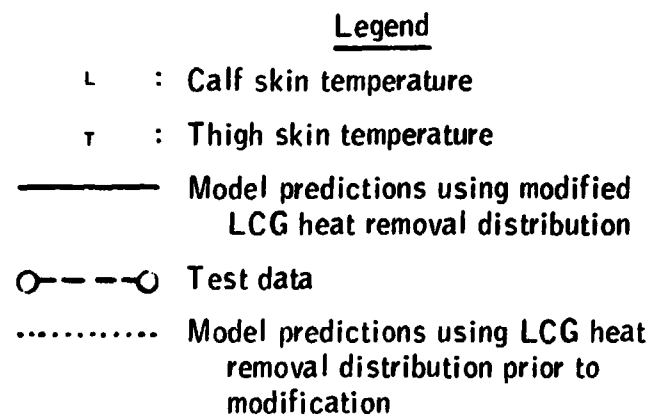 Legend
L : Calf skin temperature
T : Thigh skin temperature
Model predictions using modified
LCG heat removal distribution
Test data
Model predictions using LCG heat
removal distribution prior to
modification